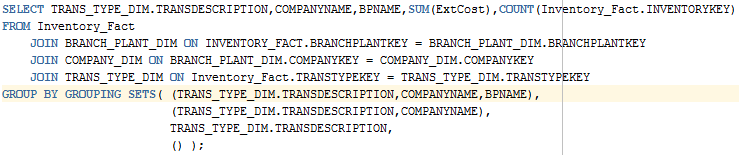 SELECT TRANS_TYPE_DIM.TRANSDESCRIPTION,COMPANYNAME,BPNAME,SUM(ExtCost),COUNT(Inventory_Fact.INVENTORYKEY)
FROM Inventory_Fact
JOIN BRANCH_PLANT_DIM ON INVENTORY_FACT.BRANCHPLANTKEY = BRANCH_PLANT_DIM.BRANCHPLANTKEY
JOIN COMPANY_DIM ON BRANCH_PLANT_DIM.COMPANYKEY = COMPANY_DIM.COMPANYKEY
JOIN TRANS_TYPE_DIM ON Inventory_Fact.TRANSTYPEKEY = TRANS_TYPE_DIM.TRANSTYPEKEY
GROUP BY GROUPING SETS( (TRANS_TYPE_DIM.TRANSDESCRIPTION,COMPANYNAME,BPNAME),
(TRANS_TYPE_DIM.TRANSDESCRIPTION,COMPANYNAME),
TRANS_TYPE_DIM.TRANSDESCRIPTION,
() );